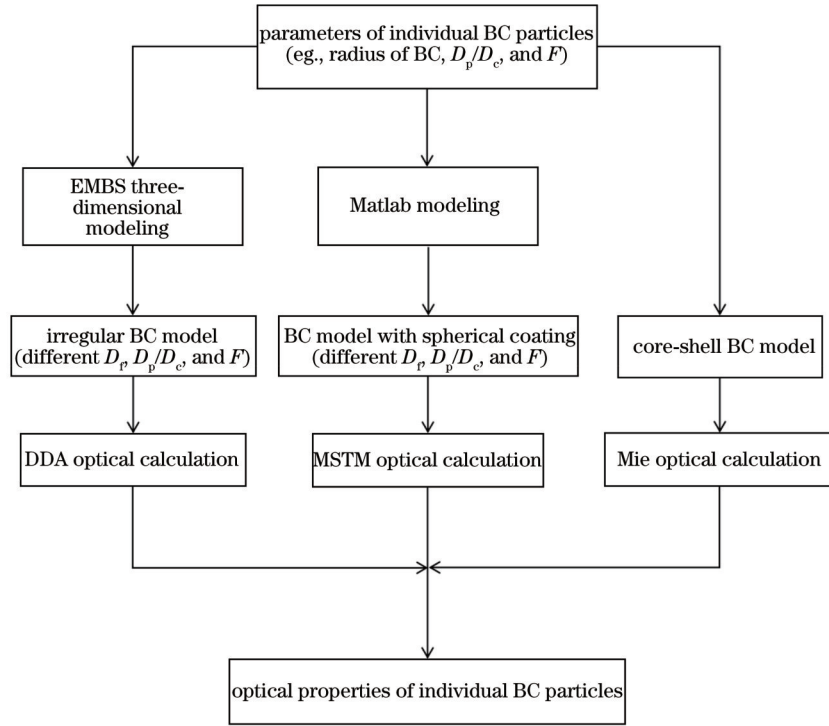 parameters of individual BC particles
(eg., radius of BC, Dp/Dc, and F)
EMBS three-
dimensional
modeling
Matlab modeling
irregular BC model
(different Df, Dp/Dc, and F)
BC model with spherical coating
(different Df, Dp/Dc, and F)
core-shell BC model
DDA optical calculation
MSTM optical calculation
Mie optical calculation
optical properties of individual BC particles